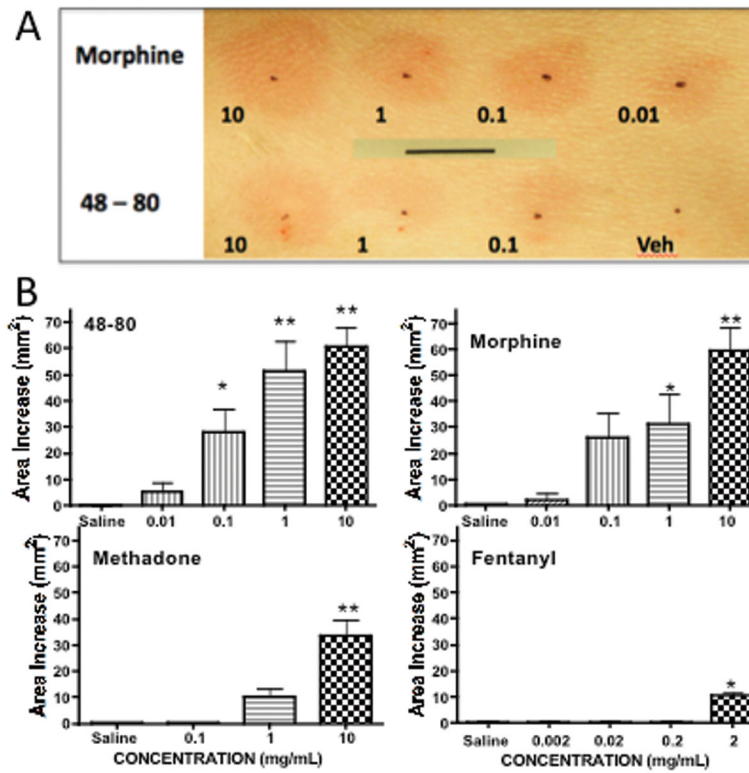 A
Morphine
10 1 0.1 0.01
48 – 80
10 1 0.1 Veh
B
48-80
Area Increase (mm²)
70
60
50
40
30
20
10
0
* ** **
Saline 0.01 0.1 1 10
Morphine
Area Increase (mm²)
70
60
50
40
30
20
10
0
* **
Saline 0.01 0.1 1 10
Methadone
Area Increase (mm²)
70
60
50
40
30
20
10
0
**
Saline 0.1 1 10
CONCENTRATION (mg/mL)
Fentanyl
Area Increase (mm²)
70
60
50
40
30
20
10
0
*
Saline 0.002 0.02 0.2 2
CONCENTRATION (mg/mL)